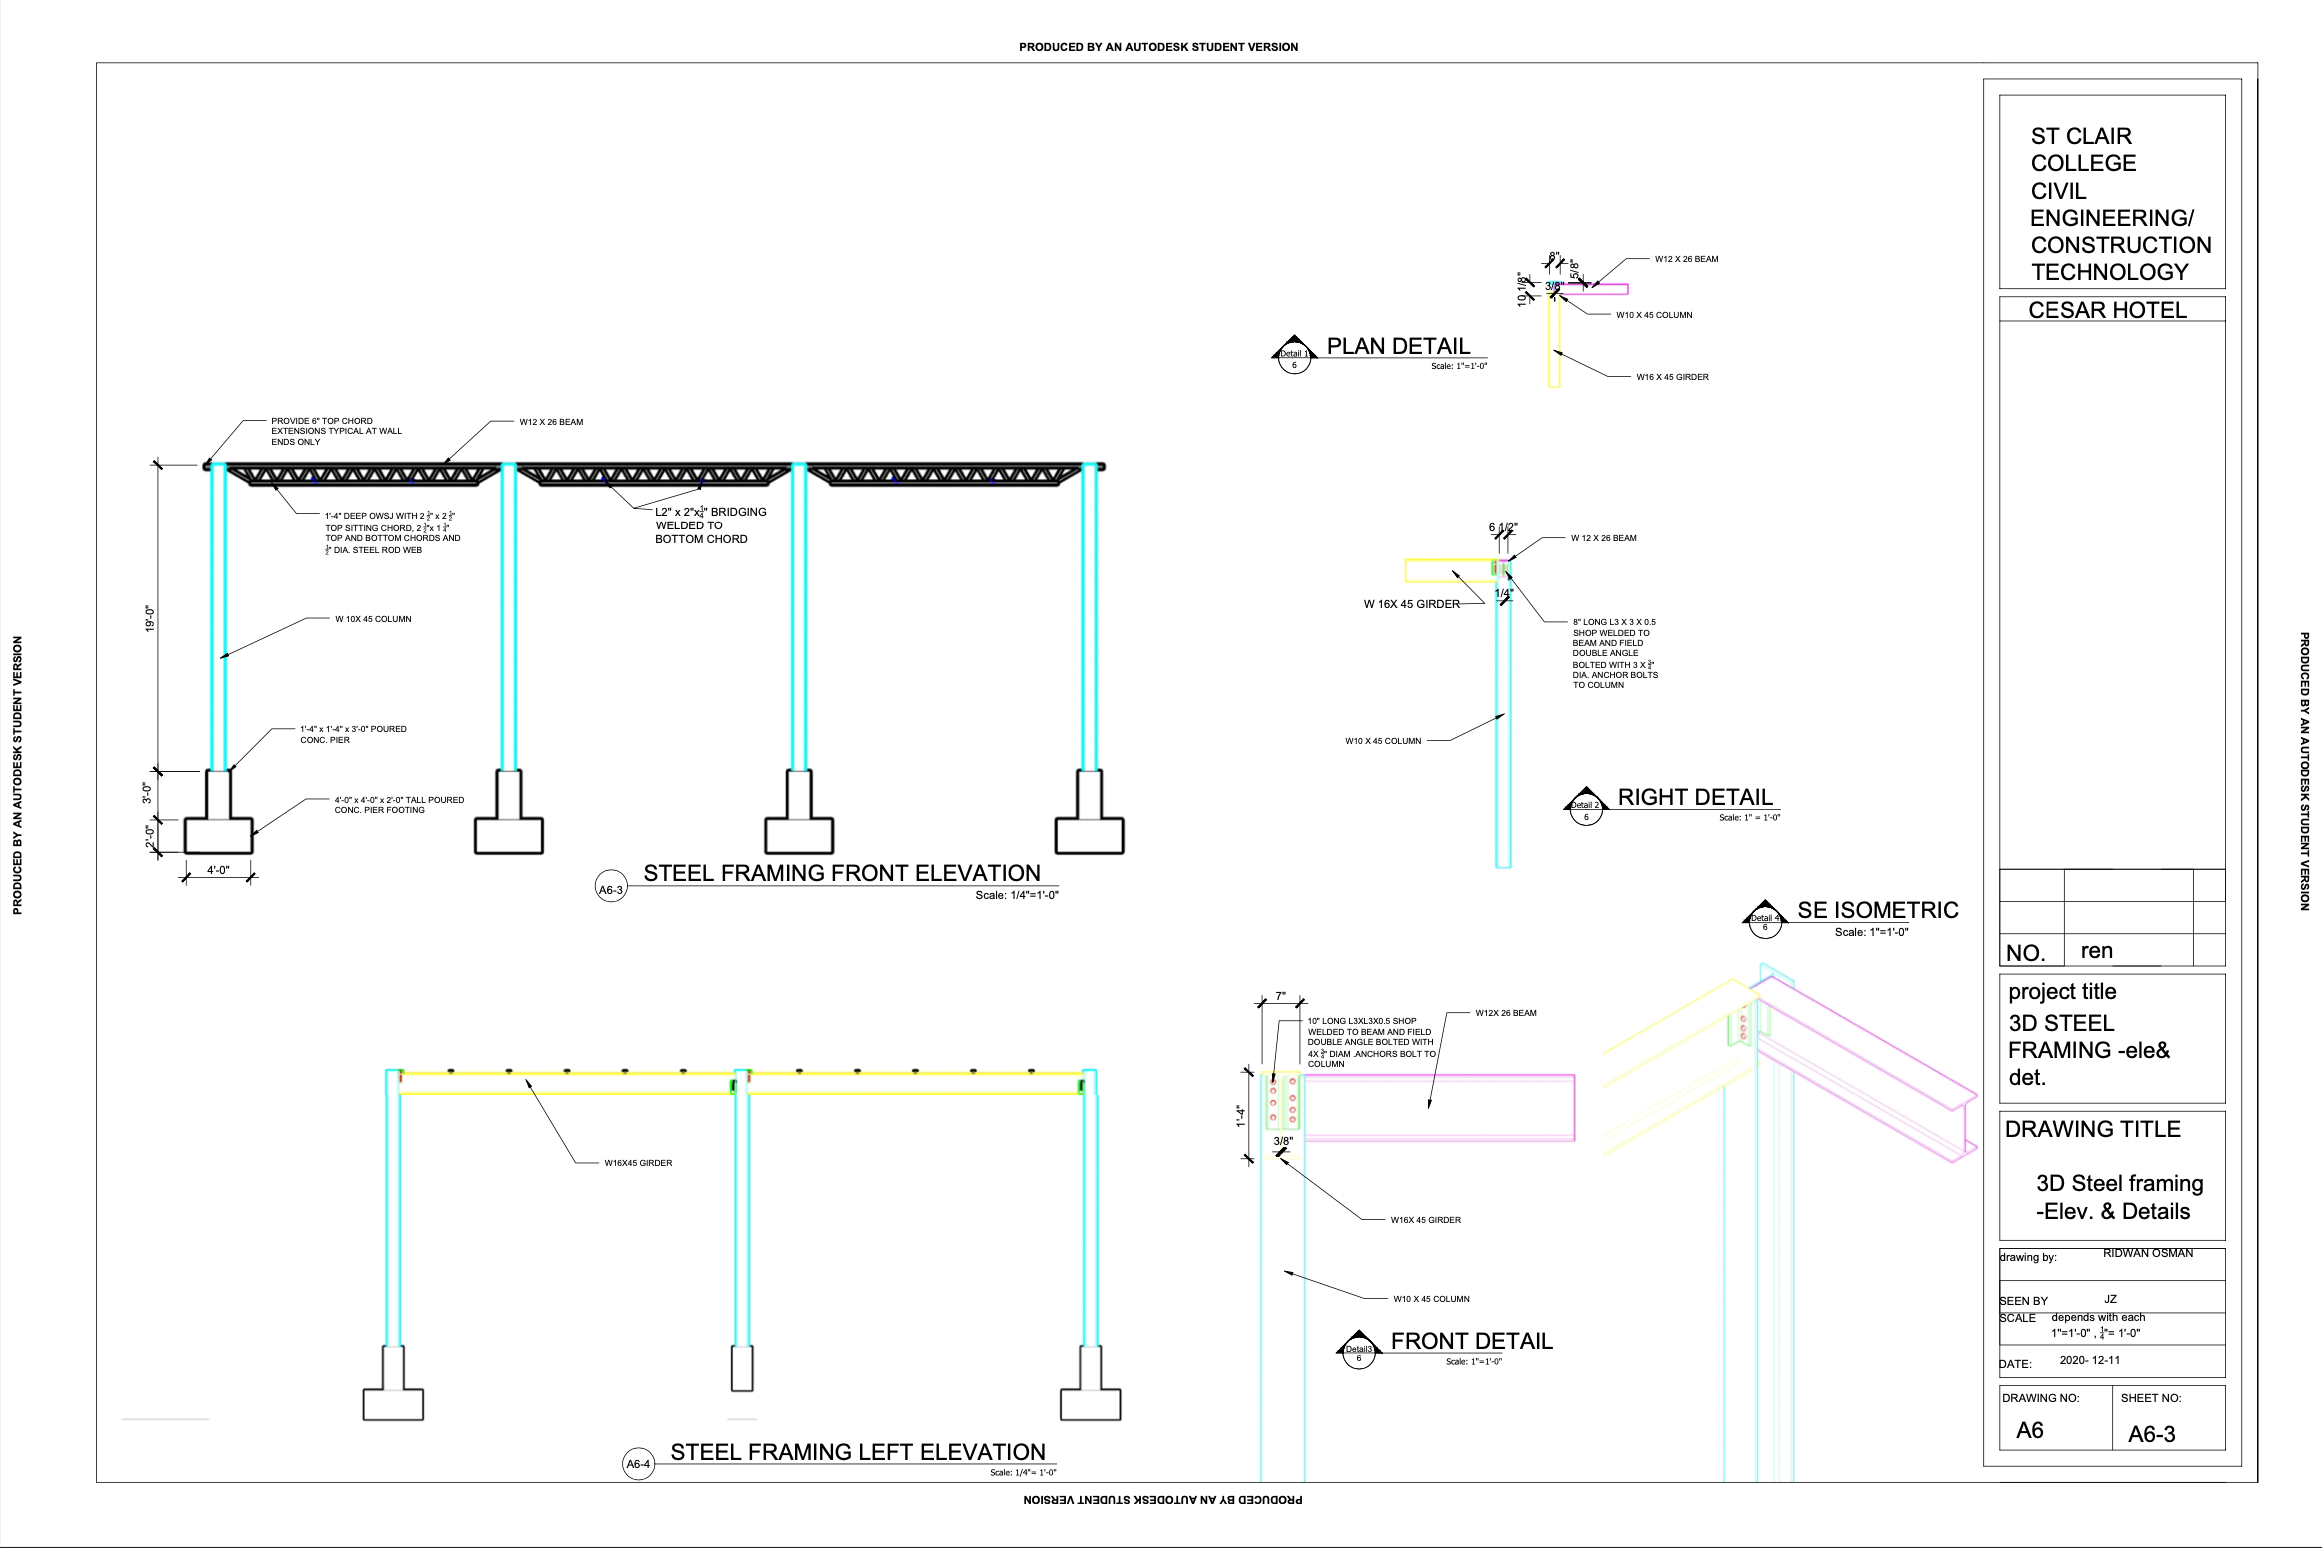 PRODUCED BY AN AUTODESK STUDENT VERSION
PRODUCED BY AN AUTODESK STUDENT VERSION
PRODUCED BY AN AUTODESK STUDENT VERSION
PROVIDE 6" TOP CHORD
EXTENSIONS TYPICAL AT WALL
ENDS ONLY
W12 X 26 BEAM
1'-4" DEEP OWSJ WITH 2 1/2" x 2 1/2"
TOP SITTING CHORD, 2 1/2"x 1 1/4"
TOP AND BOTTOM CHORDS AND
1/2" DIA. STEEL ROD WEB
L2" x 2"x1/4" BRIDGING
WELDED TO
BOTTOM CHORD
19'-0"
W 10X 45 COLUMN
1'-4" x 1'-4" x 3'-0" POURED
CONC. PIER
3'-0"
4'-0" x 4'-0" x 2'-0" TALL POURED
CONC. PIER FOOTING
2'-0"
4'-0"
A6-3
STEEL FRAMING FRONT ELEVATION
Scale: 1/4"=1'-0"
W16X45 GIRDER
A6-4
STEEL FRAMING LEFT ELEVATION
Scale: 1/4"= 1'-0"
8"
5/8"
10 1/8"
3/8"
W12 X 26 BEAM
W10 X 45 COLUMN
W16 X 45 GIRDER
Detail 1
6
PLAN DETAIL
Scale: 1"=1'-0"
6 1/2"
W 12 X 26 BEAM
1/4"
W 16X 45 GIRDER
8" LONG L3 X 3 X 0.5
SHOP WELDED TO
BEAM AND FIELD
DOUBLE ANGLE
BOLTED WITH 3 X 3/4"
DIA. ANCHOR BOLTS
TO COLUMN
W10 X 45 COLUMN
Detail 2
6
RIGHT DETAIL
Scale: 1" = 1'-0"
Detail 4
6
SE ISOMETRIC
Scale: 1"=1'-0"
7"
10" LONG L3XL3X0.5 SHOP
WELDED TO BEAM AND FIELD
DOUBLE ANGLE BOLTED WITH
4X 3/4" DIAM .ANCHORS BOLT TO
COLUMN
W12X 26 BEAM
1'-4"
3/8"
W16X 45 GIRDER
W10 X 45 COLUMN
Detail3
6
FRONT DETAIL
Scale: 1"=1'-0"
ST CLAIR
COLLEGE
CIVIL
ENGINEERING/
CONSTRUCTION
TECHNOLOGY
CESAR HOTEL
NO. ren
project title
3D STEEL
FRAMING -ele&
det.
DRAWING TITLE
3D Steel framing
-Elev. & Details
drawing by: RIDWAN OSMAN
SEEN BY JZ
SCALE depends with each
1"=1'-0" , 1/4"= 1'-0"
DATE: 2020- 12-11
DRAWING NO: SHEET NO:
A6 A6-3
PRODUCED BY AN AUTODESK STUDENT VERSION